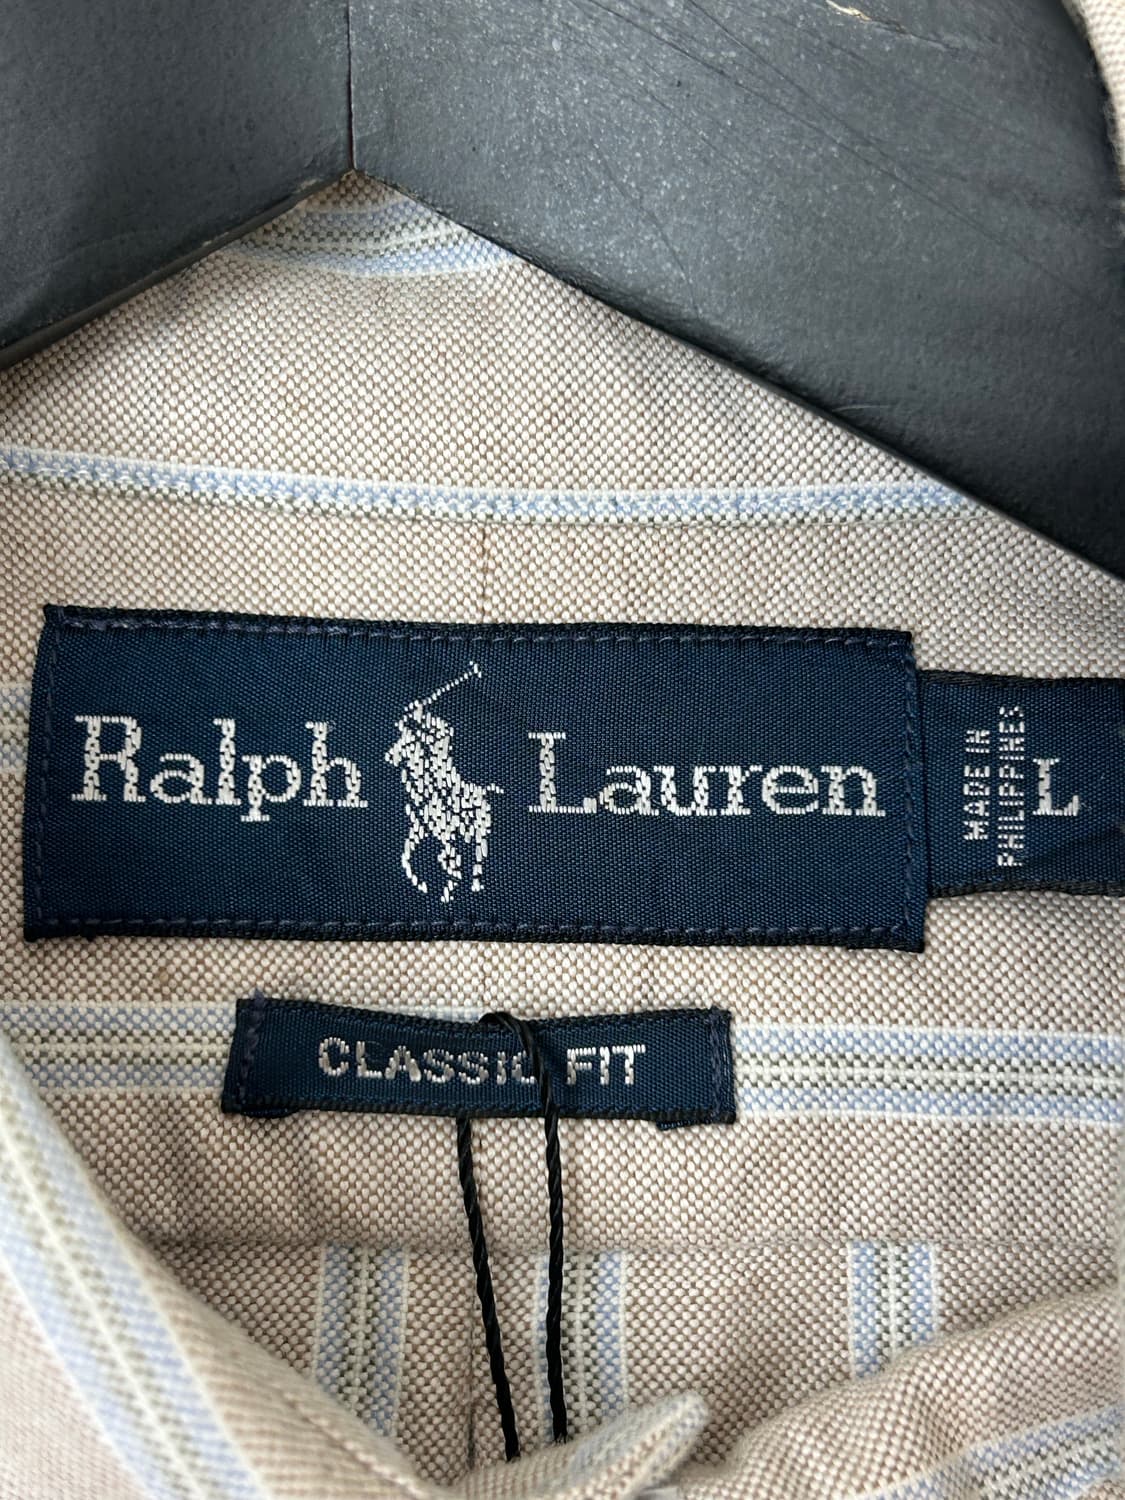 Ralph Lauren
MADE IN
PHILIPPINES
L
CLASSIC FIT